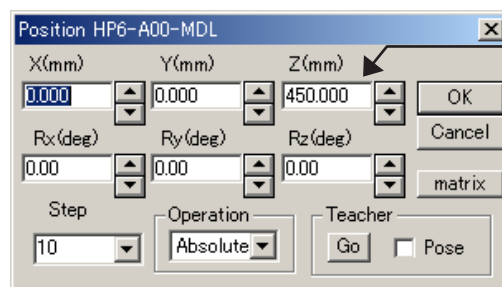 Position HP6-A00-MDL
X(mm) Y(mm) Z(mm)
0.000 0.000 450.000 OK
Rx(deg) Ry(deg) Rz(deg) Cancel
0.00 0.00 0.00 matrix
Step Operation Teacher
10 Absolute Go Pose